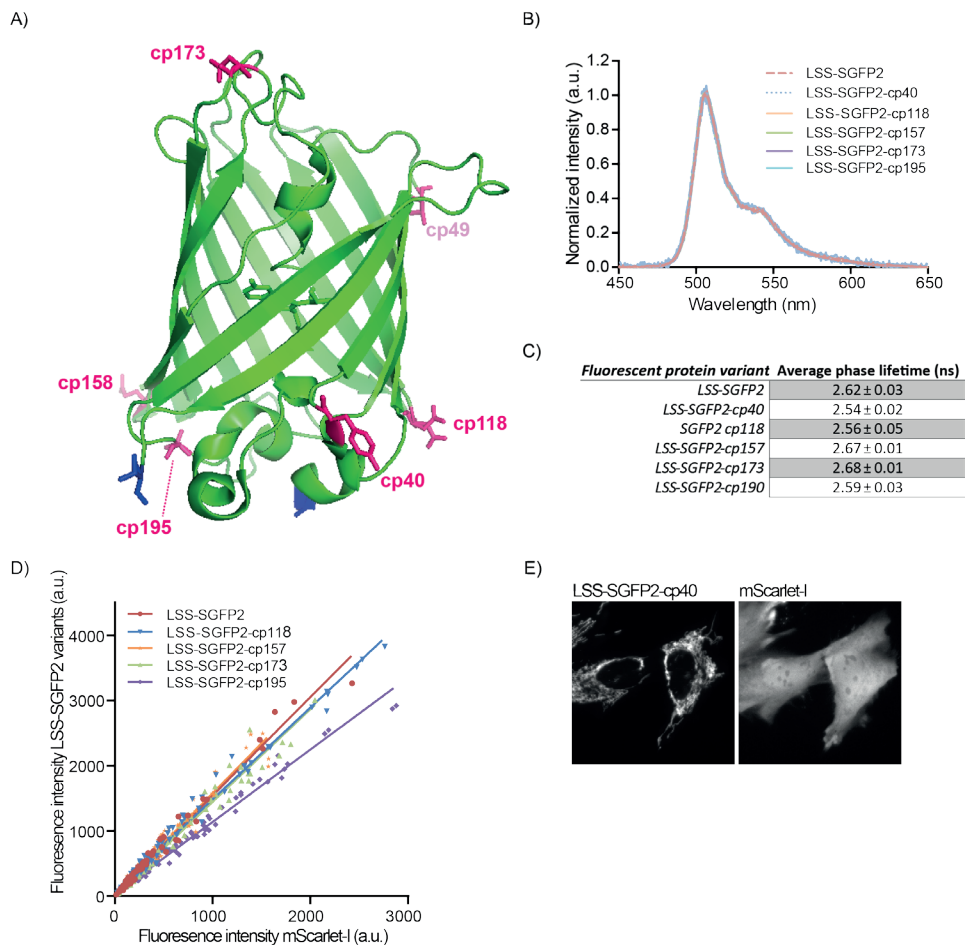 A)
cp173
cp49
cp158
cp118
cp40
cp195
B)
Normalized intensity (a.u.)
1.0
0.8
0.6
0.4
0.2
0.0
450 500 550 600 650
Wavelength (nm)
LSS-SGFP2
LSS-SGFP2-cp40
LSS-SGFP2-cp118
LSS-SGFP2-cp157
LSS-SGFP2-cp173
LSS-SGFP2-cp195
C)
Fluorescent protein variant Average phase lifetime (ns)
LSS-SGFP2 2.62 ± 0.03
LSS-SGFP2-cp40 2.54 ± 0.02
SGFP2 cp118 2.56 ± 0.05
LSS-SGFP2-cp157 2.67 ± 0.01
LSS-SGFP2-cp173 2.68 ± 0.01
LSS-SGFP2-cp190 2.59 ± 0.03
D)
Fluoresence intensity LSS-SGFP2 variants (a.u.)
4000
3000
2000
1000
0
0 1000 2000 3000
Fluoresence intensity mScarlet-I (a.u.)
LSS-SGFP2
LSS-SGFP2-cp118
LSS-SGFP2-cp157
LSS-SGFP2-cp173
LSS-SGFP2-cp195
E)
LSS-SGFP2-cp40 mScarlet-I